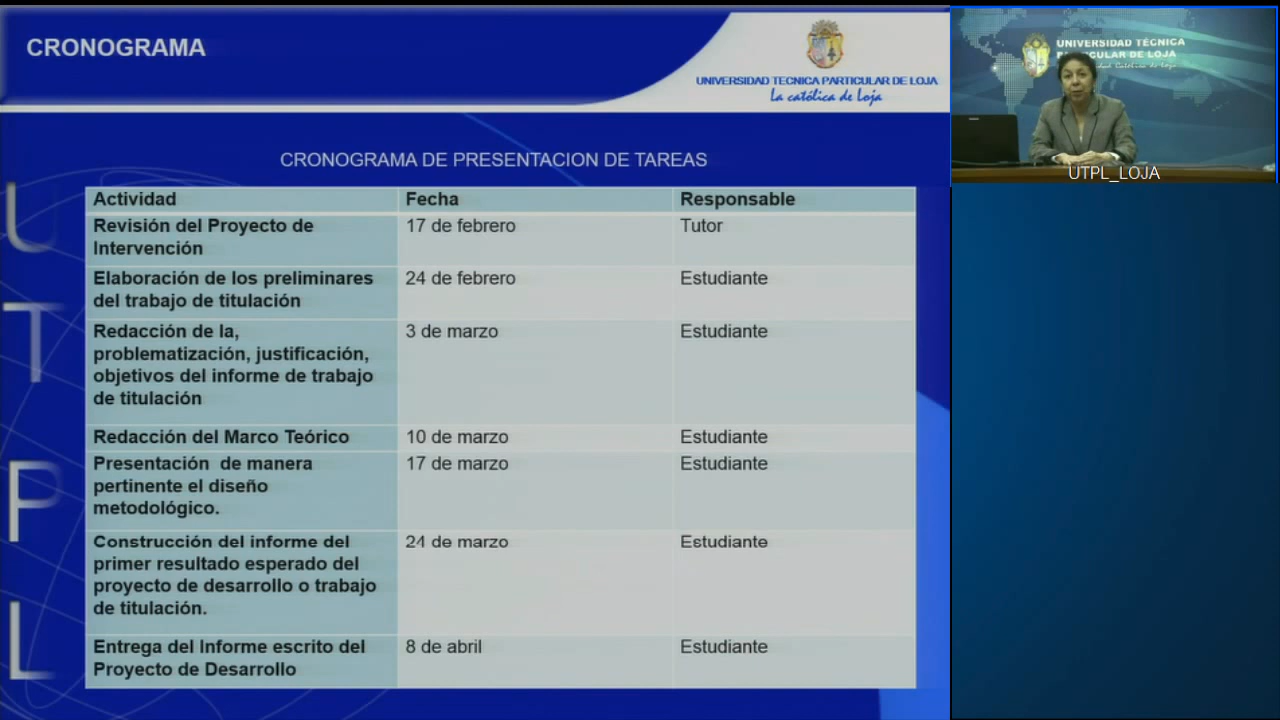 CRONOGRAMA
UNIVERSIDAD TECNICA PARTICULAR DE LOJA
La católica de Loja
UNIVERSIDAD TÉCNICA
PARTICULAR DE LOJA
UTPL_LOJA
CRONOGRAMA DE PRESENTACION DE TAREAS
Actividad Fecha Responsable
Revisión del Proyecto de 17 de febrero Tutor
Intervención
Elaboración de los preliminares 24 de febrero Estudiante
del trabajo de titulación
Redacción de la, 3 de marzo Estudiante
problematización, justificación,
objetivos del informe de trabajo
de titulación
Redacción del Marco Teórico 10 de marzo Estudiante
Presentación de manera 17 de marzo Estudiante
pertinente el diseño
metodológico.
Construcción del informe del 24 de marzo Estudiante
primer resultado esperado del
proyecto de desarrollo o trabajo
de titulación.
Entrega del Informe escrito del 8 de abril Estudiante
Proyecto de Desarrollo
U
T
P
L